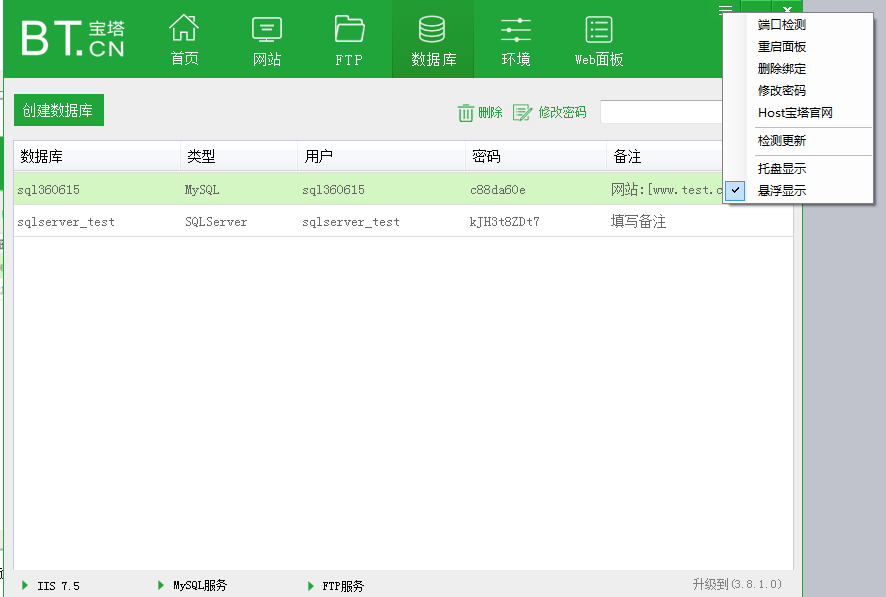 BT.CN 宝塔
首页
网站
FTP
数据库
环境
Web面板
端口检测
重启面板
删除绑定
修改密码
Host宝塔官网
检测更新
托盘显示
悬浮显示
创建数据库
删除
修改密码
数据库 类型 用户 密码 备注
sql360615 MySQL sql360615 c88da60e 网站:[www.test.c
sqlserver_test SQLServer sqlserver_test kJH3t8ZDt7 填写备注
IIS 7.5 MySQL服务 FTP服务 升级到(3.8.1.0)